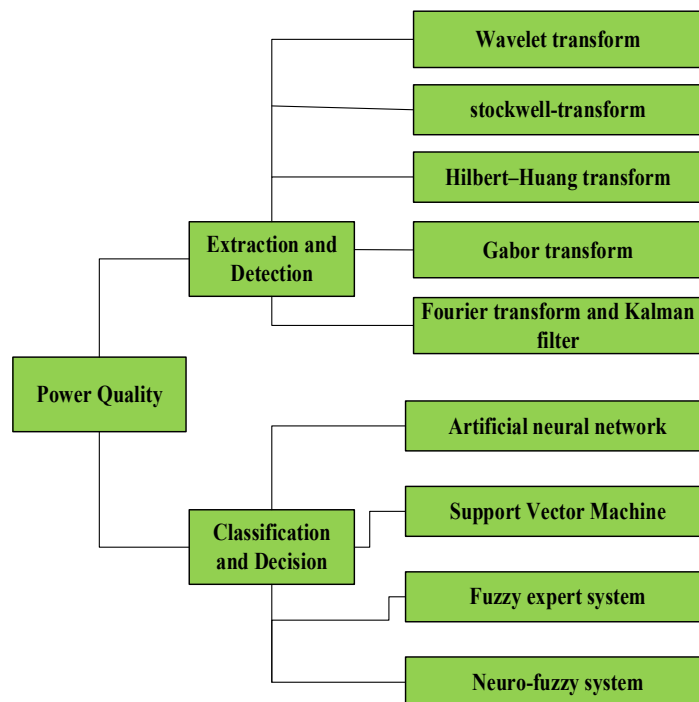 Wavelet transform
stockwell-transform
Hilbert–Huang transform
Extraction and
Detection
Gabor transform
Fourier transform and Kalman
filter
Power Quality
Artificial neural network
Classification
and Decision
Support Vector Machine
Fuzzy expert system
Neuro-fuzzy system